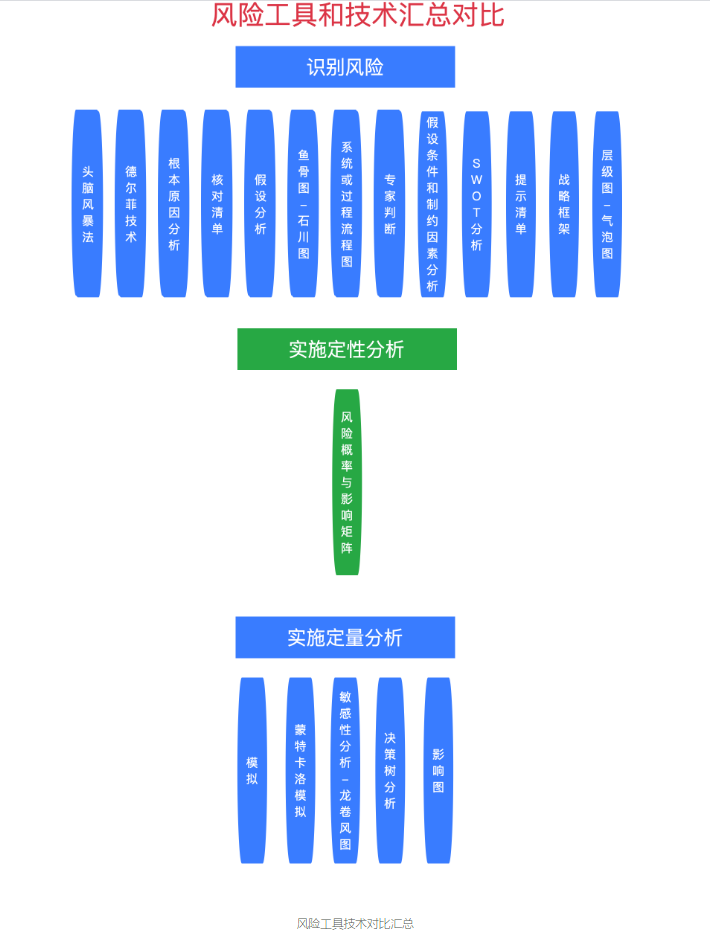 风险工具和技术汇总对比
识别风险
头脑风暴法
德尔菲技术
根本原因分析
核对清单
假设分析
鱼骨图–石川图
系统或过程流程图
专家判断
假设条件和制约因素分析
SWOT分析
提示清单
战略框架
层级图–气泡图
实施定性分析
风险概率与影响矩阵
实施定量分析
模拟
蒙特卡洛模拟
敏感性分析–龙卷风图
决策树分析
影响图
风险工具技术对比汇总